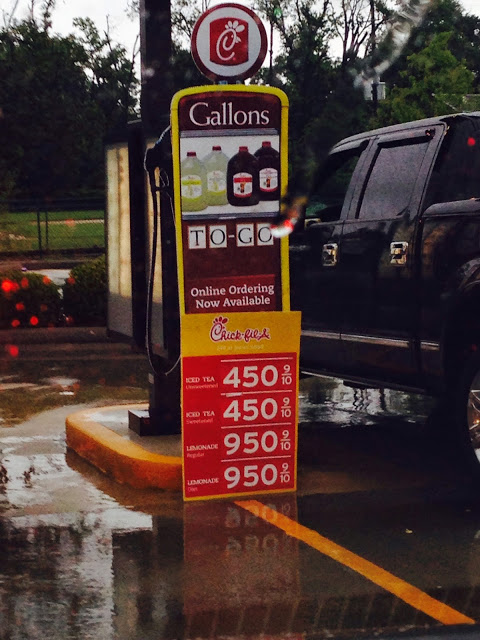 Gallons
TO-GO
Online Ordering
Now Available
Chick-fil-A
ICED TEA 450 9/10
Unsweetened
ICED TEA 450 9/10
Sweetened
LEMONADE 950 9/10
Regular
LEMONADE 950 9/10
Diet